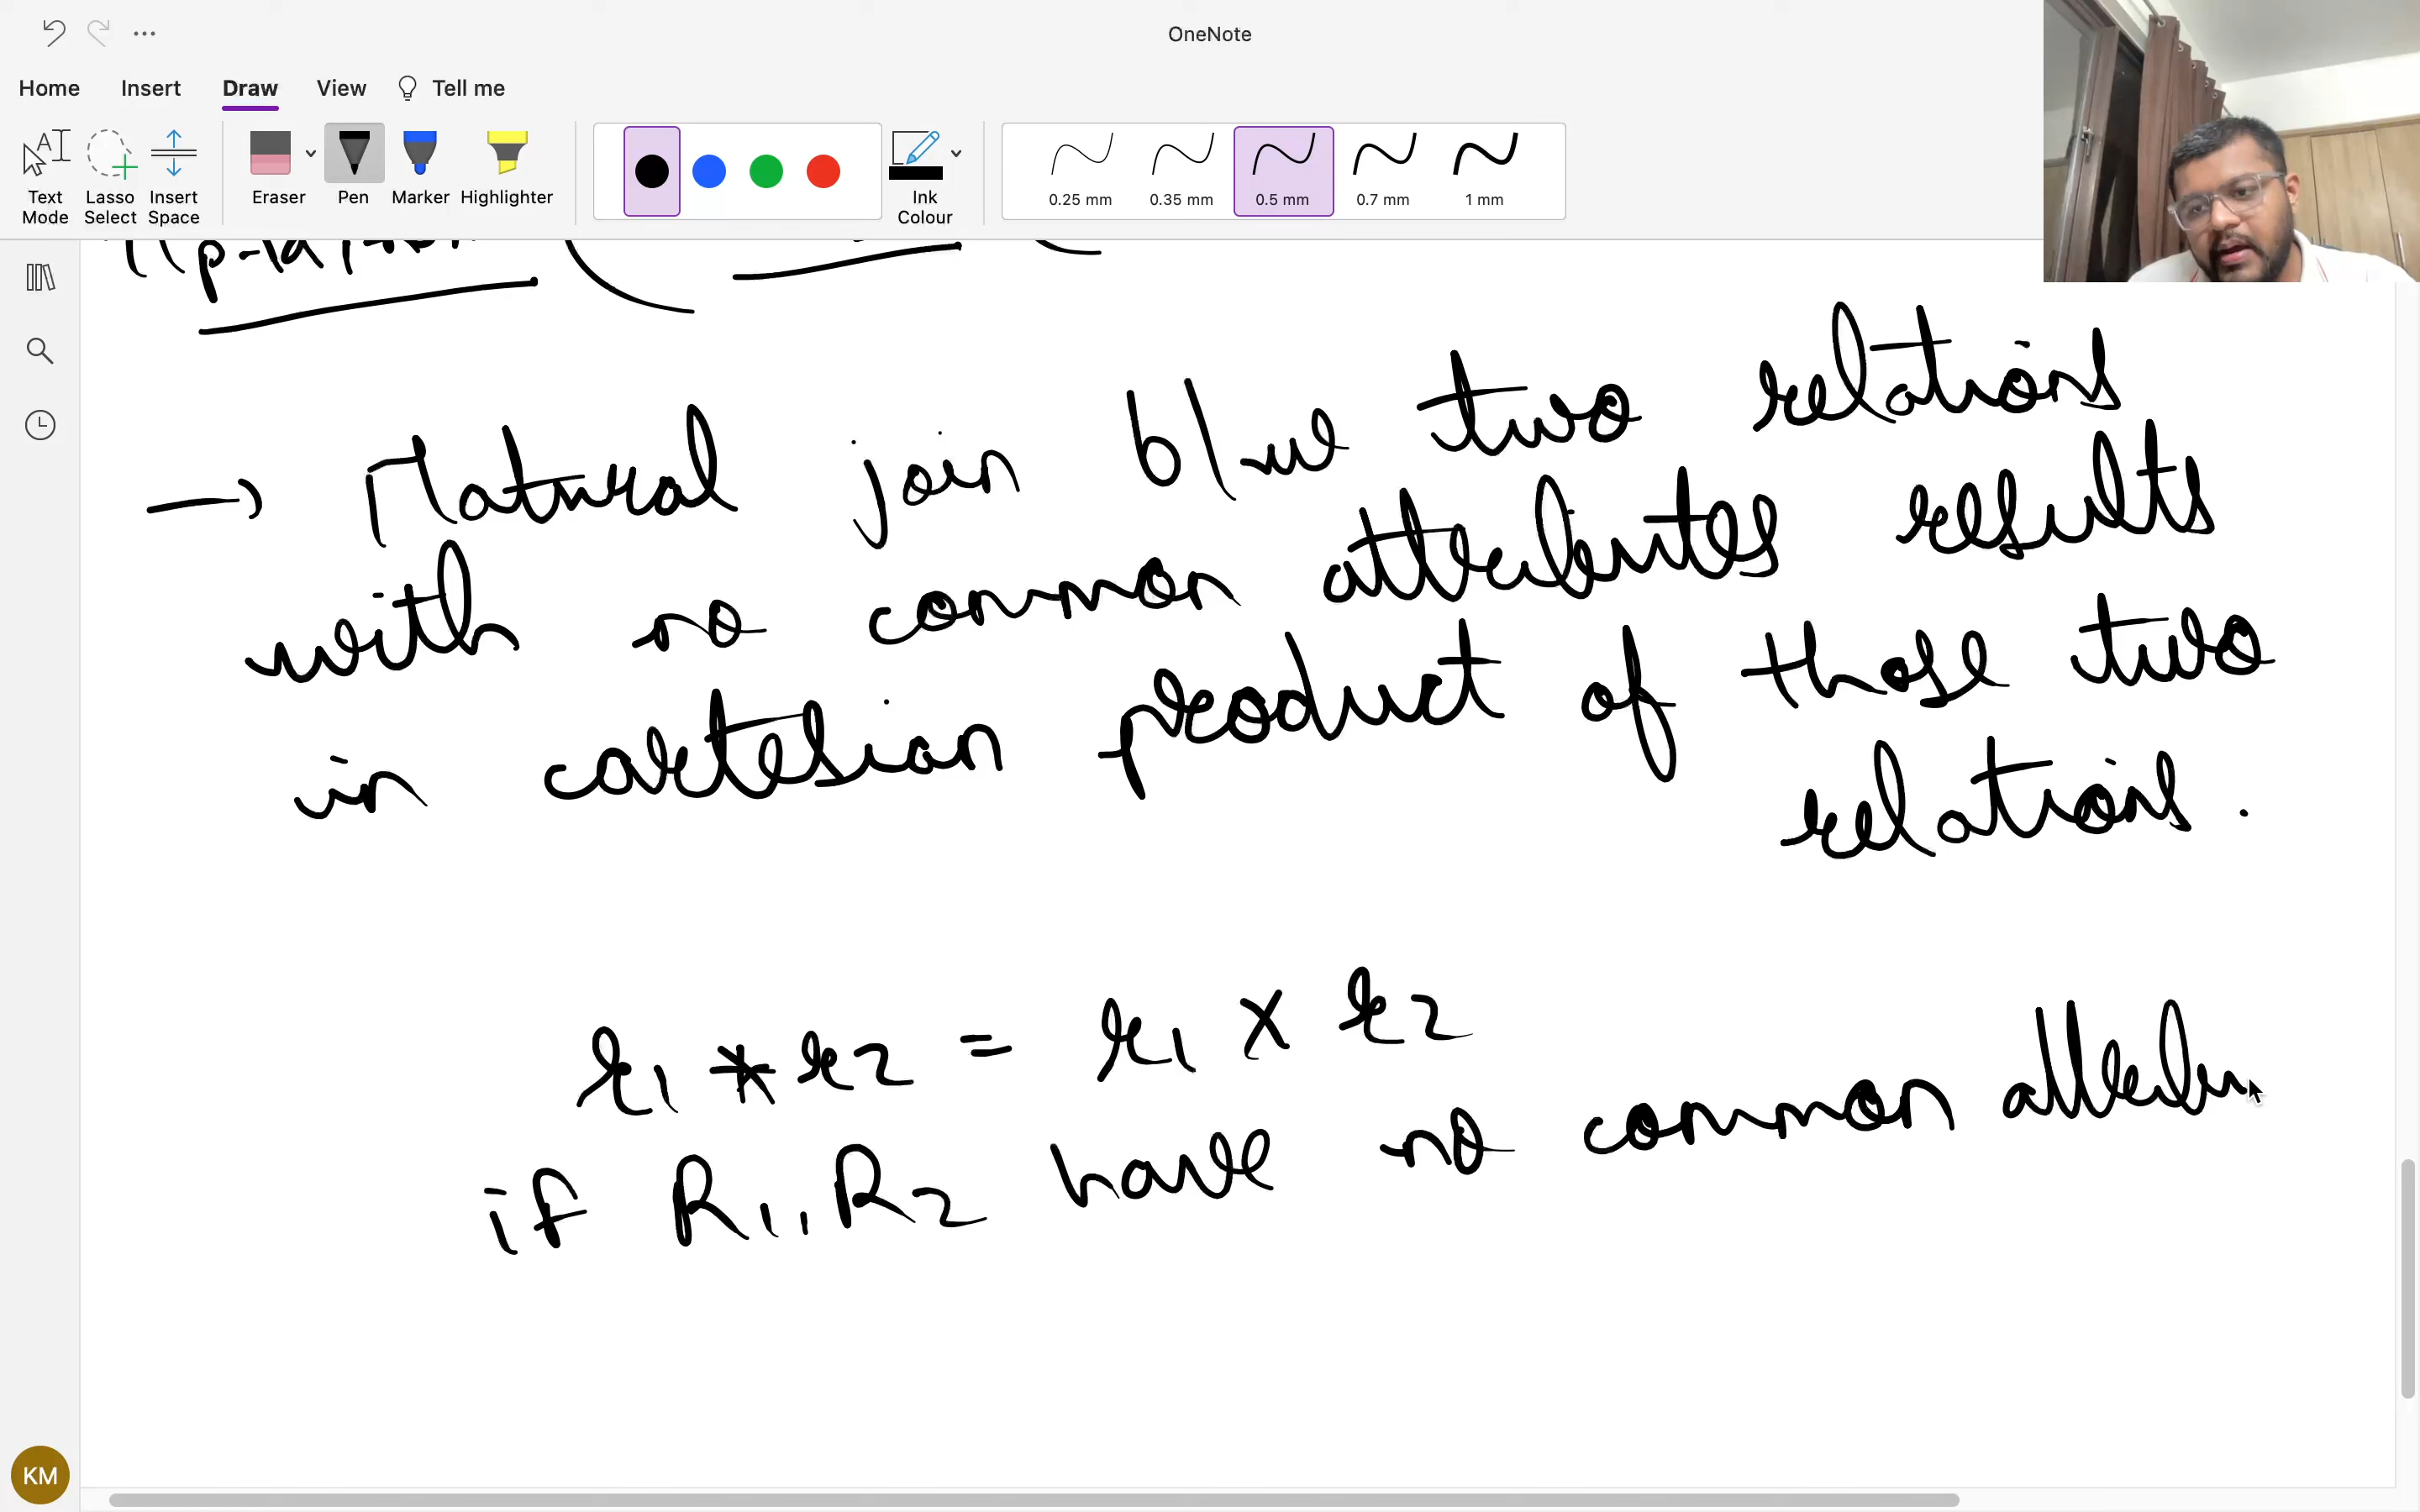 OneNote
Home Insert Draw View Tell me
Text Mode Lasso Select Insert Space Eraser Pen Marker Highlighter Ink Colour 0.25 mm 0.35 mm 0.5 mm 0.7 mm 1 mm
→ Natural join b/w two relations
with no common attributes results
in cartesian product of those two
relations.
r1 * r2 = r1 × r2
if R1, R2 have no common attribu
KM